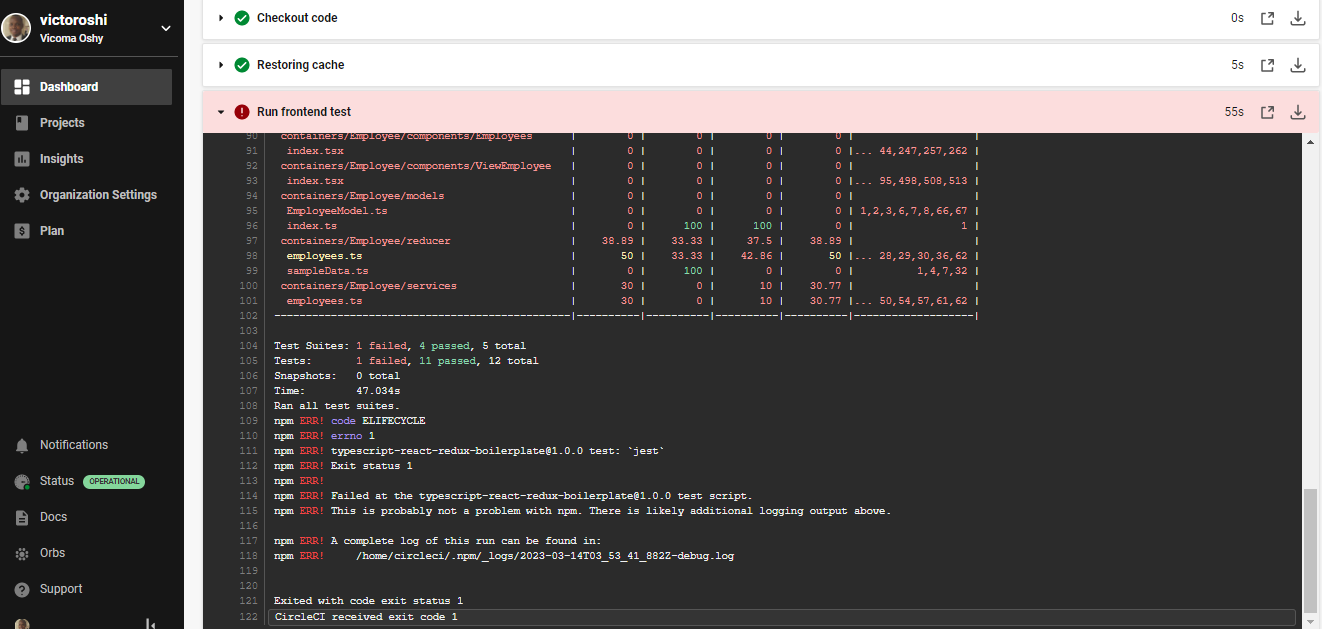 victoroshi
Vicoma Oshy
Dashboard
Projects
Insights
Organization Settings
Plan
Notifications
Status OPERATIONAL
Docs
Orbs
Support
Checkout code 0s
Restoring cache 5s
Run frontend test 55s
90 containers/Employee/components/Employees | 0 | 0 | 0 | 0 | |
91 index.tsx | 0 | 0 | 0 | 0 |... 44,247,257,262 |
92 containers/Employee/components/ViewEmployee | 0 | 0 | 0 | 0 | |
93 index.tsx | 0 | 0 | 0 | 0 |... 95,498,508,513 |
94 containers/Employee/models | 0 | 0 | 0 | 0 | |
95 EmployeeModel.ts | 0 | 0 | 0 | 0 | 1,2,3,6,7,8,66,67 |
96 index.ts | 0 | 100 | 100 | 0 | 1 |
97 containers/Employee/reducer | 38.89 | 33.33 | 37.5 | 38.89 | |
98 employees.ts | 50 | 33.33 | 42.86 | 50 |... 28,29,30,36,62 |
99 sampleData.ts | 0 | 100 | 0 | 0 | 1,4,7,32 |
100 containers/Employee/services | 30 | 0 | 10 | 30.77 | |
101 employees.ts | 30 | 0 | 10 | 30.77 |... 50,54,57,61,62 |
102 -----------------------------------------------|----------|----------|----------|----------|-------------------|
103
104 Test Suites: 1 failed, 4 passed, 5 total
105 Tests: 1 failed, 11 passed, 12 total
106 Snapshots: 0 total
107 Time: 47.034s
108 Ran all test suites.
109 npm ERR! code ELIFECYCLE
110 npm ERR! errno 1
111 npm ERR! typescript-react-redux-boilerplate@1.0.0 test: `jest`
112 npm ERR! Exit status 1
113 npm ERR!
114 npm ERR! Failed at the typescript-react-redux-boilerplate@1.0.0 test script.
115 npm ERR! This is probably not a problem with npm. There is likely additional logging output above.
116
117 npm ERR! A complete log of this run can be found in:
118 npm ERR! /home/circleci/.npm/_logs/2023-03-14T03_53_41_882Z-debug.log
119
120
121 Exited with code exit status 1
122 CircleCI received exit code 1